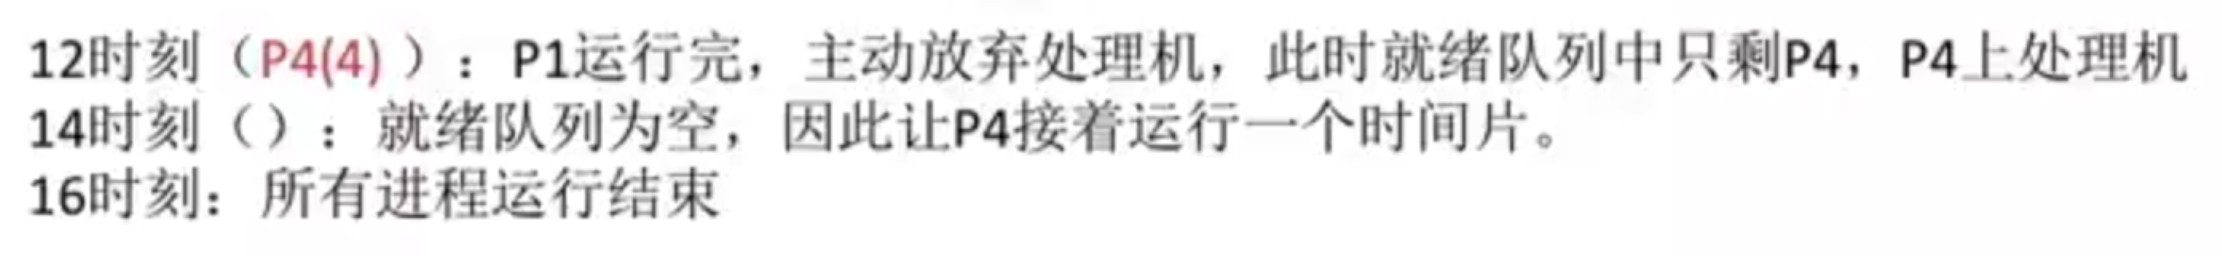 12时刻（P4(4) ）：P1运行完，主动放弃处理机，此时就绪队列中只剩P4，P4上处理机
14时刻（）：就绪队列为空，因此让P4接着运行一个时间片。
16时刻：所有进程运行结束